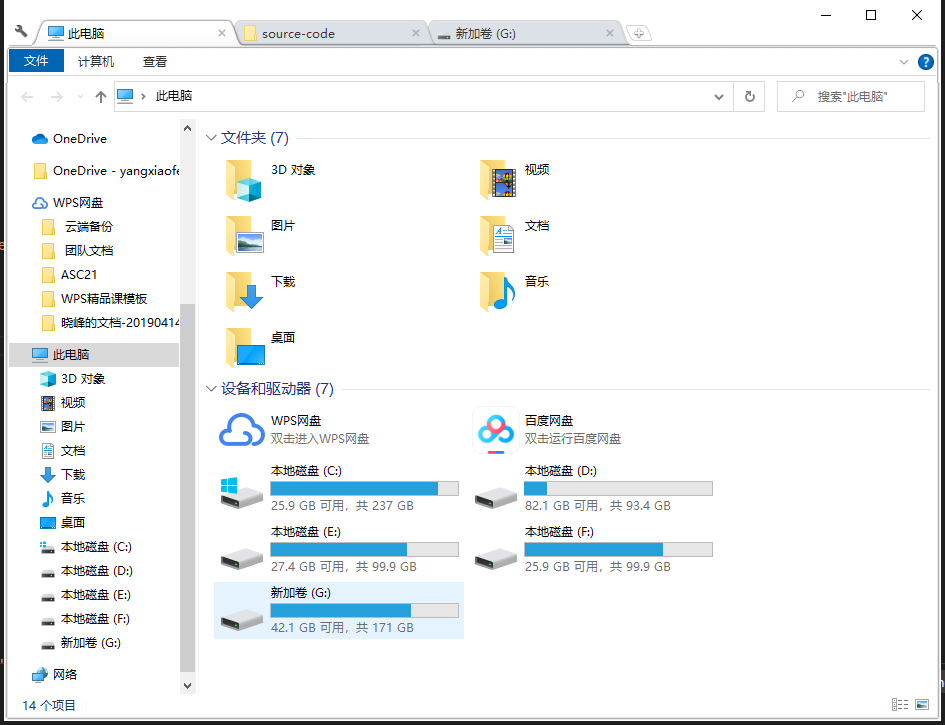 此电脑
source-code
新加卷 (G:)
文件
计算机
查看
此电脑
搜索"此电脑"
OneDrive
OneDrive - yangxiaofe
WPS网盘
云端备份
团队文档
ASC21
WPS精品课模板
晓峰的文档-20190414
此电脑
3D 对象
视频
图片
文档
下载
音乐
桌面
本地磁盘 (C:)
本地磁盘 (D:)
本地磁盘 (E:)
本地磁盘 (F:)
新加卷 (G:)
网络
文件夹 (7)
3D 对象
视频
图片
文档
下载
音乐
桌面
设备和驱动器 (7)
WPS网盘
双击进入WPS网盘
百度网盘
双击运行百度网盘
本地磁盘 (C:)
25.9 GB 可用，共 237 GB
本地磁盘 (D:)
82.1 GB 可用，共 93.4 GB
本地磁盘 (E:)
27.4 GB 可用，共 99.9 GB
本地磁盘 (F:)
25.9 GB 可用，共 99.9 GB
新加卷 (G:)
42.1 GB 可用，共 171 GB
14 个项目